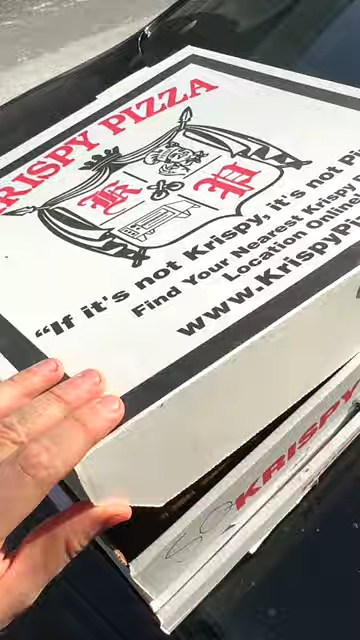 KRISPY PIZZA
K
"If it's not Krispy, it's not Pi
Find Your Nearest Krispy P
Location Online
www.KrispyPi
KRISPY